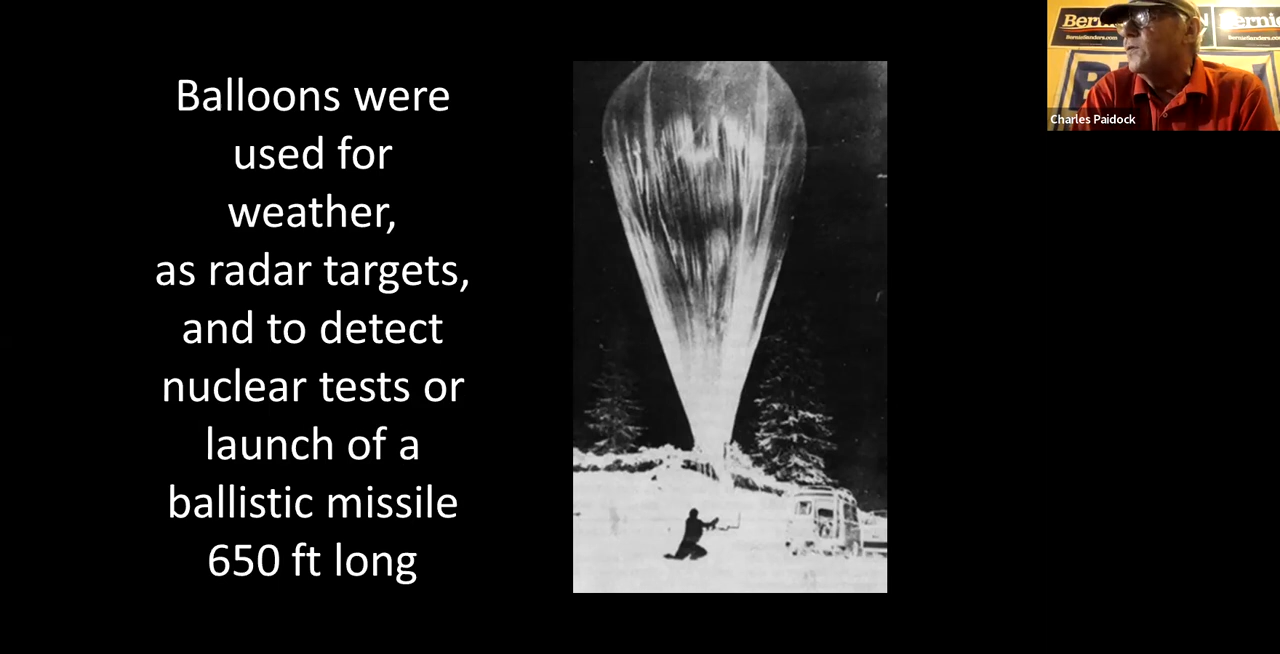 Balloons were
used for
weather,
as radar targets,
and to detect
nuclear tests or
launch of a
ballistic missile
650 ft long
Bernie
BernieSanders.com
Charles Paidock